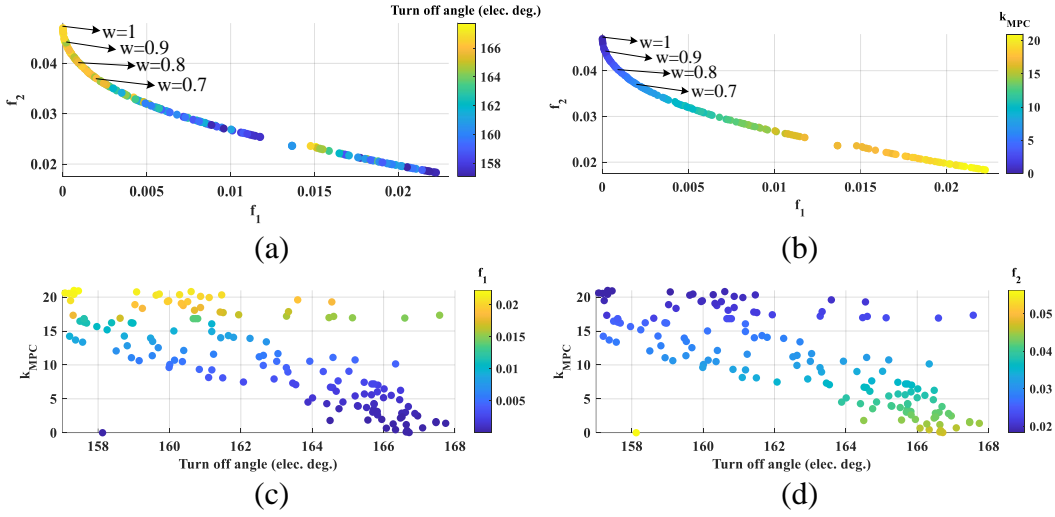 (a)
Turn off angle (elec. deg.)
w=1
w=0.9
w=0.8
w=0.7
0.04
0.03
0.02
f2
0
0.005
0.01
0.015
0.02
f1
166
164
162
160
158
(b)
kMPC
w=1
w=0.9
w=0.8
w=0.7
0.04
0.03
0.02
f2
0
0.005
0.01
0.015
0.02
f1
20
15
10
5
0
(a)
(b)
f1
20
15
10
5
0
kMPC
158
160
162
164
166
168
Turn off angle (elec. deg.)
0.02
0.015
0.01
0.005
(c)
f2
20
15
10
5
0
kMPC
158
160
162
164
166
168
Turn off angle (elec. deg.)
0.05
0.04
0.03
0.02
(d)